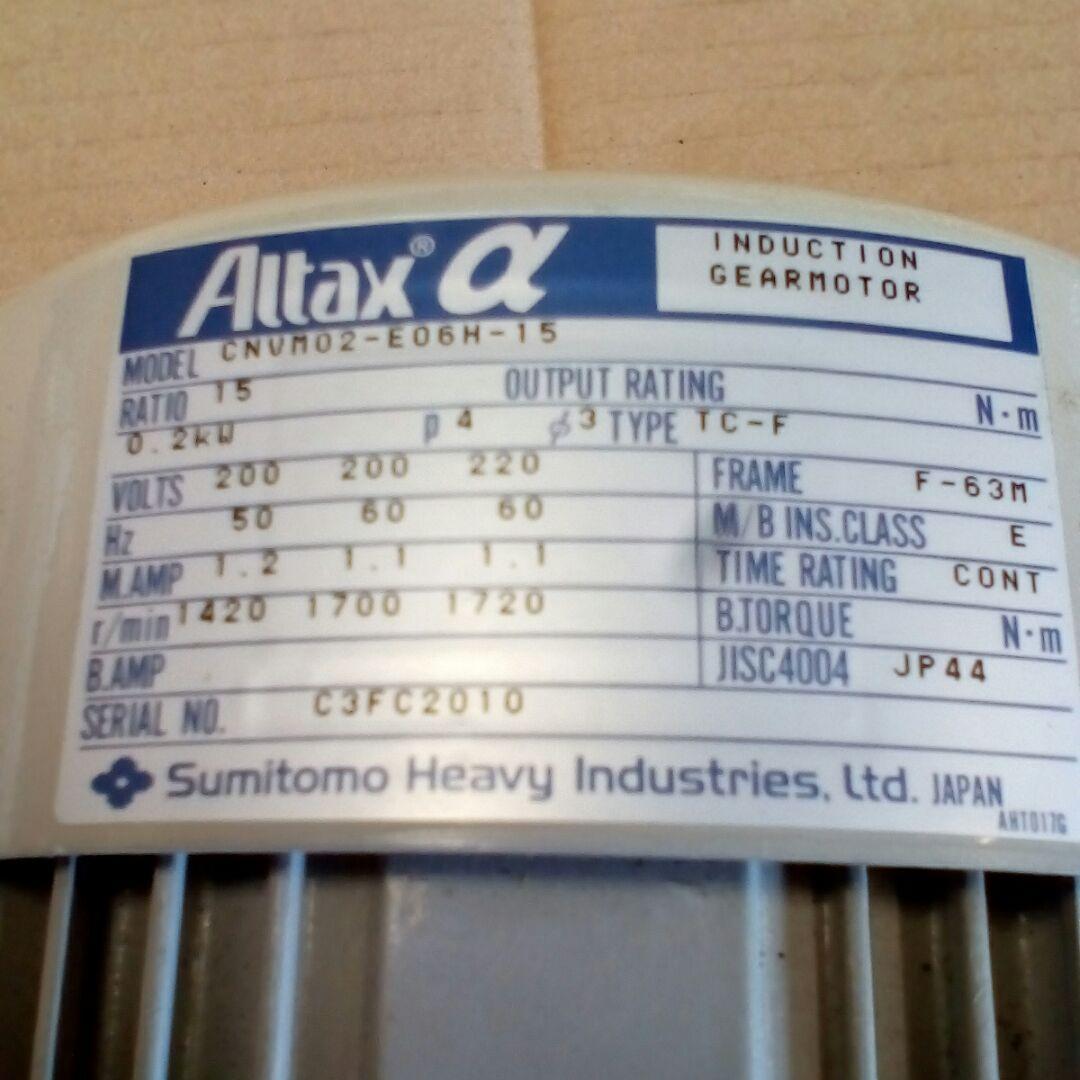 Altax® α INDUCTION
GEARMOTOR
MODEL CNVM02-E06H-15
RATIO 15 OUTPUT RATING N·m
0.2kW P 4 φ3 TYPE TC-F
VOLTS 200 200 220 FRAME F-63M
Hz 50 60 60 M/B INS.CLASS E
M.AMP 1.2 1.1 1.1 TIME RATING CONT
r/min 1420 1700 1720 B.TORQUE N·m
B.AMP JISC4004 JP44
SERIAL NO. C3FC2010
Sumitomo Heavy Industries, Ltd. JAPAN
AHT017G